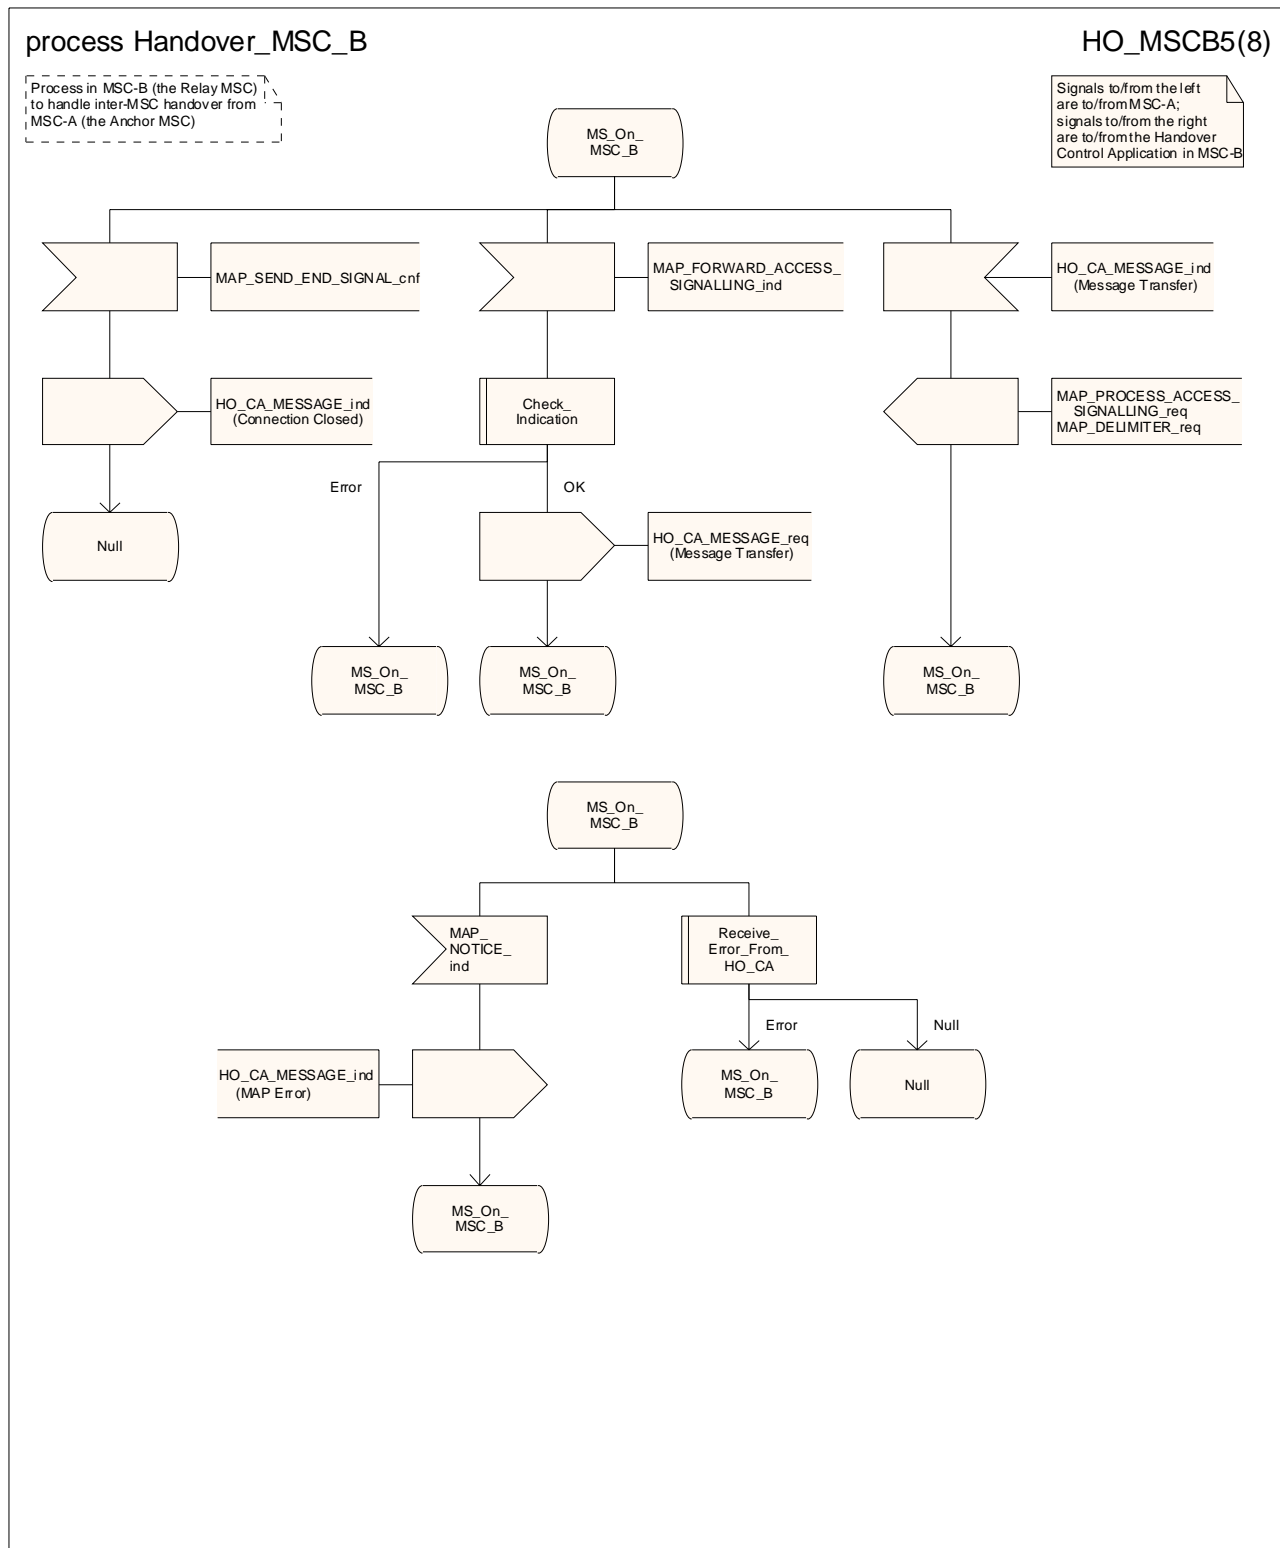 process Handover_MSC_B
HO_MSCB5(8)
Process in MSC-B (the Relay MSC)
to handle inter-MSC handover from
MSC-A (the Anchor MSC)
Signals to/from the left
are to/from MSC-A;
signals to/from the right
are to/from the Handover
Control Application in MSC-B
MS_On_
MSC_B
MAP_SEND_END_SIGNAL_cnf
MAP_FORWARD_ACCESS_
SIGNALLING_ind
HO_CA_MESSAGE_ind
(Message Transfer)
HO_CA_MESSAGE_ind
(Connection Closed)
Check_
Indication
MAP_PROCESS_ACCESS_
SIGNALLING_req
MAP_DELIMITER_req
Error
OK
Null
HO_CA_MESSAGE_req
(Message Transfer)
MS_On_
MSC_B
MS_On_
MSC_B
MS_On_
MSC_B
MS_On_
MSC_B
MAP_
NOTICE_
ind
Receive_
Error_From_
HO_CA
Error
Null
HO_CA_MESSAGE_ind
(MAP Error)
MS_On_
MSC_B
Null
MS_On_
MSC_B